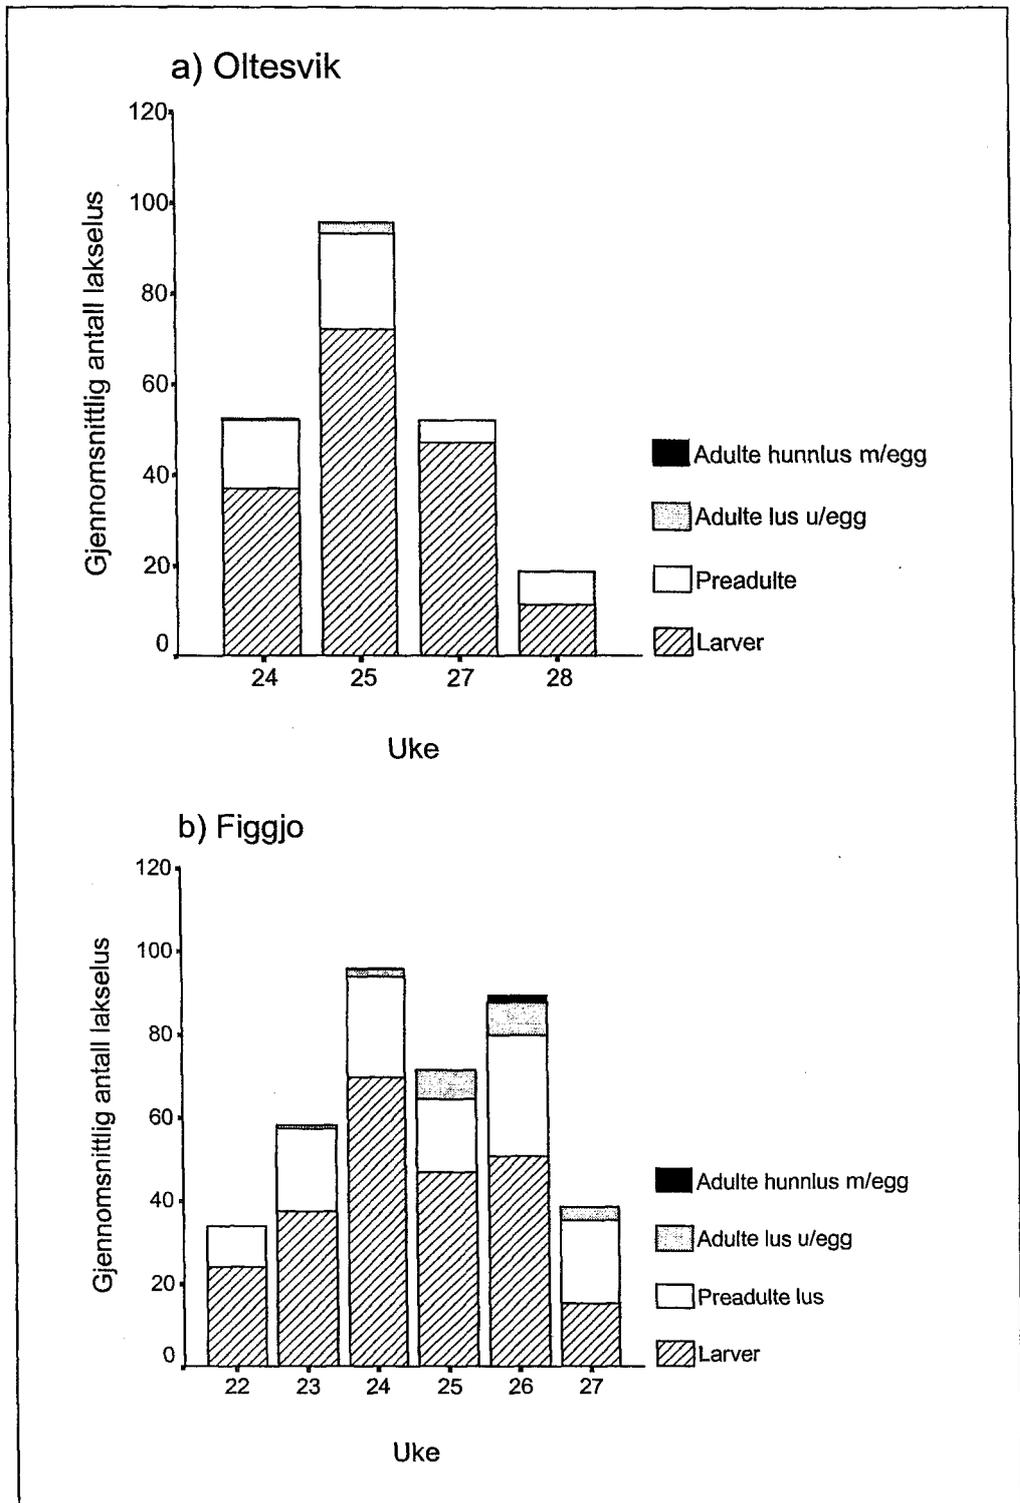 a) Oltesvik
Gjennomsnittlig antall lakselus
120
100
80
60
40
20
0
24 25 27 28
Uke
Adulte hunnlus m/egg
Adulte lus u/egg
Preadulte
Larver
b) Figgjo
Gjennomsnittlig antall lakselus
120
100
80
60
40
20
0
22 23 24 25 26 27
Uke
Adulte hunnlus m/egg
Adulte lus u/egg
Preadulte lus
Larver